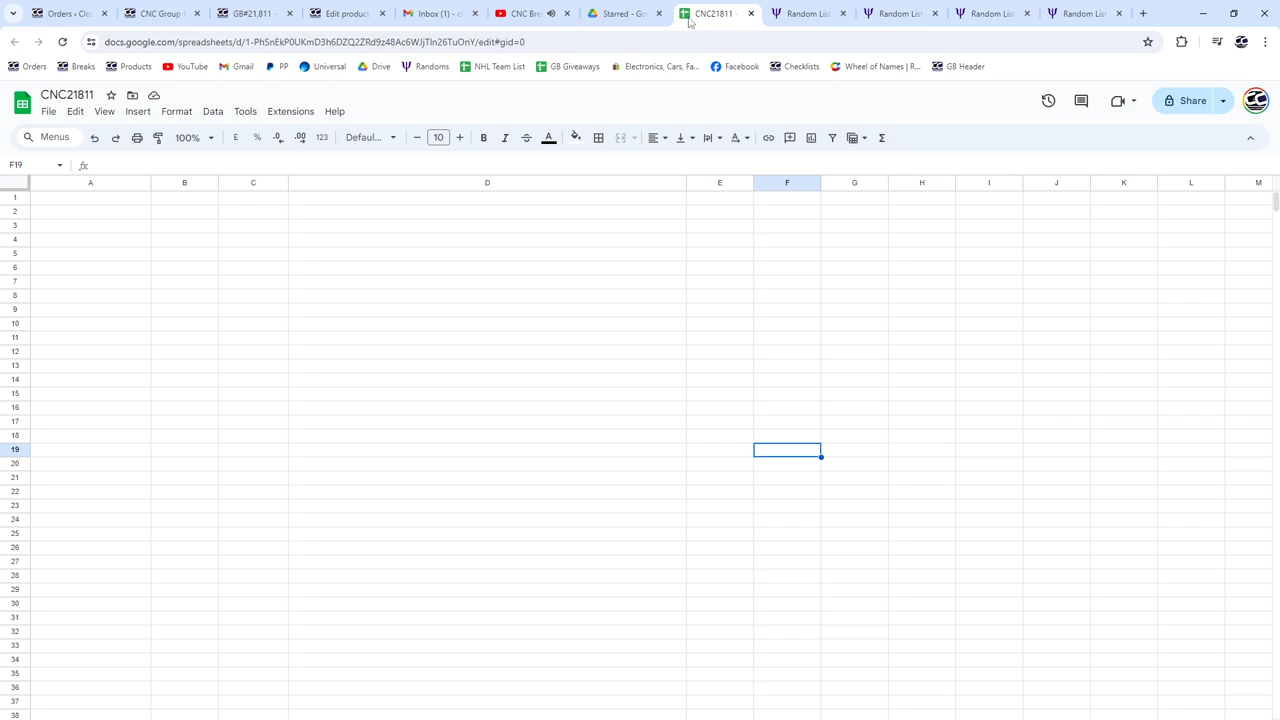 Orders ‹ Clou
CNC Group
GB#21811 -
Edit product
Inbox (1) - c
CNC Bre
Starred - Go
CNC21811 -
Random List
Random List
Random List
Random List
docs.google.com/spreadsheets/d/1-PhSnEkP0UKmD3h6DZQ2ZRd9z48Ac6WJjTIn26TuOnY/edit#gid=0
Orders Breaks Products YouTube Gmail PP Universal Drive Randoms NHL Team List GB Giveaways Electronics, Cars, Fa... Facebook Checklists Wheel of Names | R... GB Header
CNC21811
File Edit View Insert Format Data Tools Extensions Help
Share
Menus 100% £ % .0 .00 123 Defaul... 10 B I A
F19 fx
A B C D E F G H I J K L M
1
2
3
4
5
6
7
8
9
10
11
12
13
14
15
16
17
18
19
20
21
22
23
24
25
26
27
28
29
30
31
32
33
34
35
36
37
38